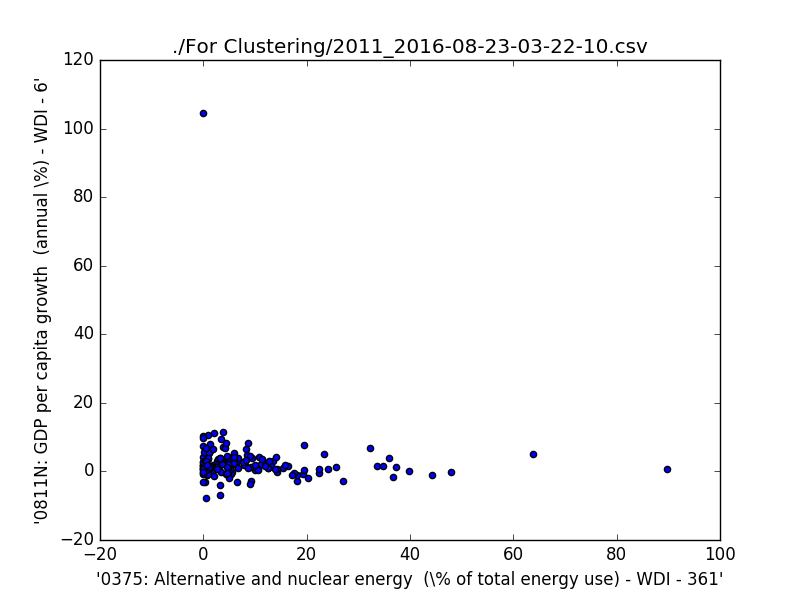 ./For Clustering/2011_2016-08-23-03-22-10.csv
120
100
80
60
40
20
0
−20
'0811N: GDP per capita growth  (annual \%) - WDI - 6'
−20 0 20 40 60 80 100
'0375: Alternative and nuclear energy  (\% of total energy use) - WDI - 361'